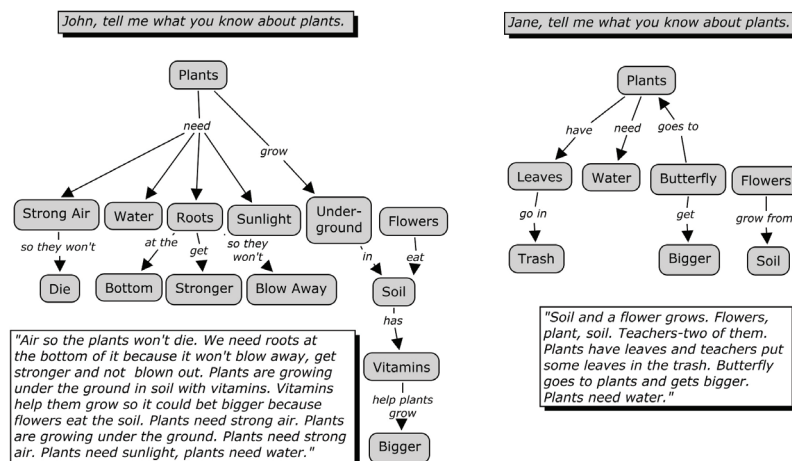 John, tell me what you know about plants.
Plants
need
grow
Strong Air
Water
Roots
Sunlight
Under-
ground
Flowers
so they won't
at the
get
so they
won't
in
eat
Die
Bottom
Stronger
Blow Away
Soil
has
Vitamins
help plants
grow
Bigger
"Air so the plants won't die. We need roots at
the bottom of it because it won't blow away, get
stronger and not blown out. Plants are growing
under the ground in soil with vitamins. Vitamins
help them grow so it could bet bigger because
flowers eat the soil. Plants need strong air. Plants
are growing under the ground. Plants need strong
air. Plants need sunlight, plants need water."
Jane, tell me what you know about plants.
Plants
have
need
goes to
Leaves
Water
Butterfly
Flowers
go in
get
grow from
Trash
Bigger
Soil
"Soil and a flower grows. Flowers,
plant, soil. Teachers-two of them.
Plants have leaves and teachers put
some leaves in the trash. Butterfly
goes to plants and gets bigger.
Plants need water."